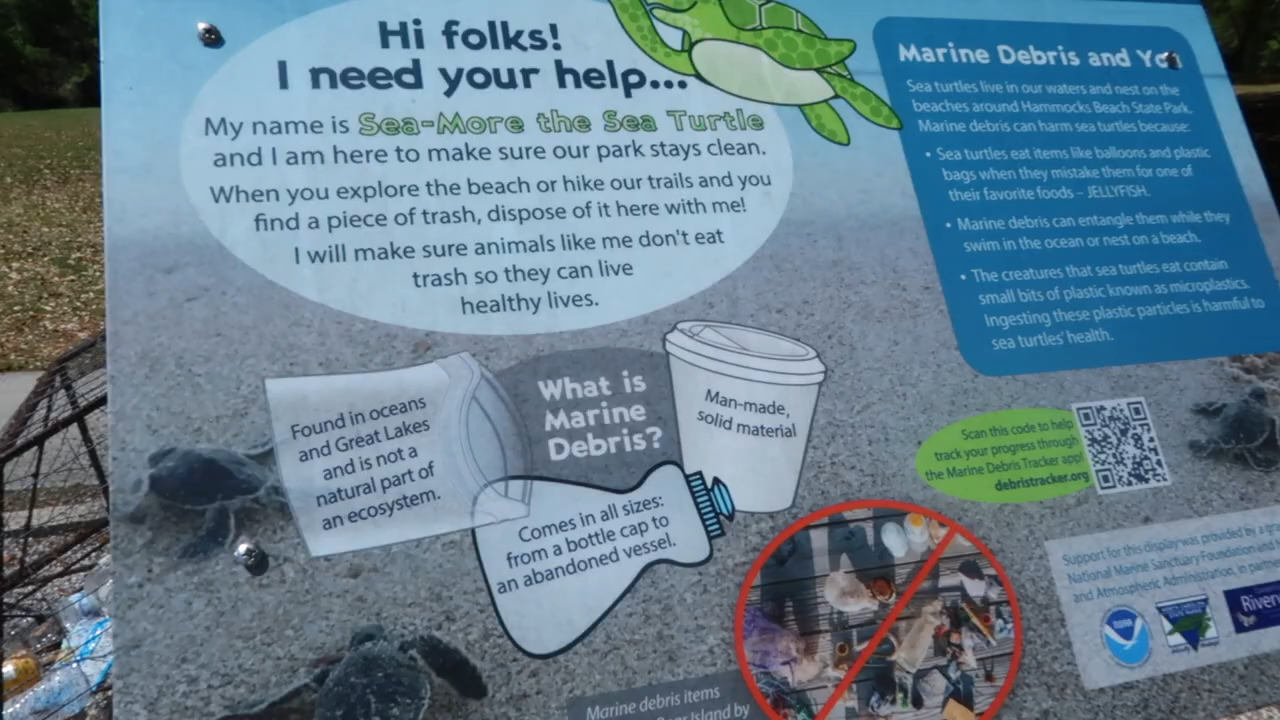 Hi folks!
I need your help...
My name is Sea-More the Sea Turtle
and I am here to make sure our park stays clean.
When you explore the beach or hike our trails and you
find a piece of trash, dispose of it here with me!
I will make sure animals like me don't eat
trash so they can live
healthy lives.
Marine Debris and You
Sea turtles live in our waters and nest on the
beaches around Hammocks Beach State Park.
Marine debris can harm sea turtles because:
• Sea turtles eat items like balloons and plastic
bags when they mistake them for one of
their favorite foods – JELLYFISH.
• Marine debris can entangle them while they
swim in the ocean or nest on a beach.
• The creatures that sea turtles eat contain
small bits of plastic known as microplastics.
Ingesting these plastic particles is harmful to
sea turtles' health.
What is
Marine
Debris?
Found in oceans
and Great Lakes
and is not a
natural part of
an ecosystem.
Man-made,
solid material
Comes in all sizes:
from a bottle cap to
an abandoned vessel.
Scan this code to help
track your progress through
the Marine Debris Tracker app!
debristracker.org
Support for this display was provided by a
National Marine Sanctuary Foundation and
and Atmospheric Administration, in
NOAA
NORTH CAROLINA
STATE PARKS
Marine debris items
Island by